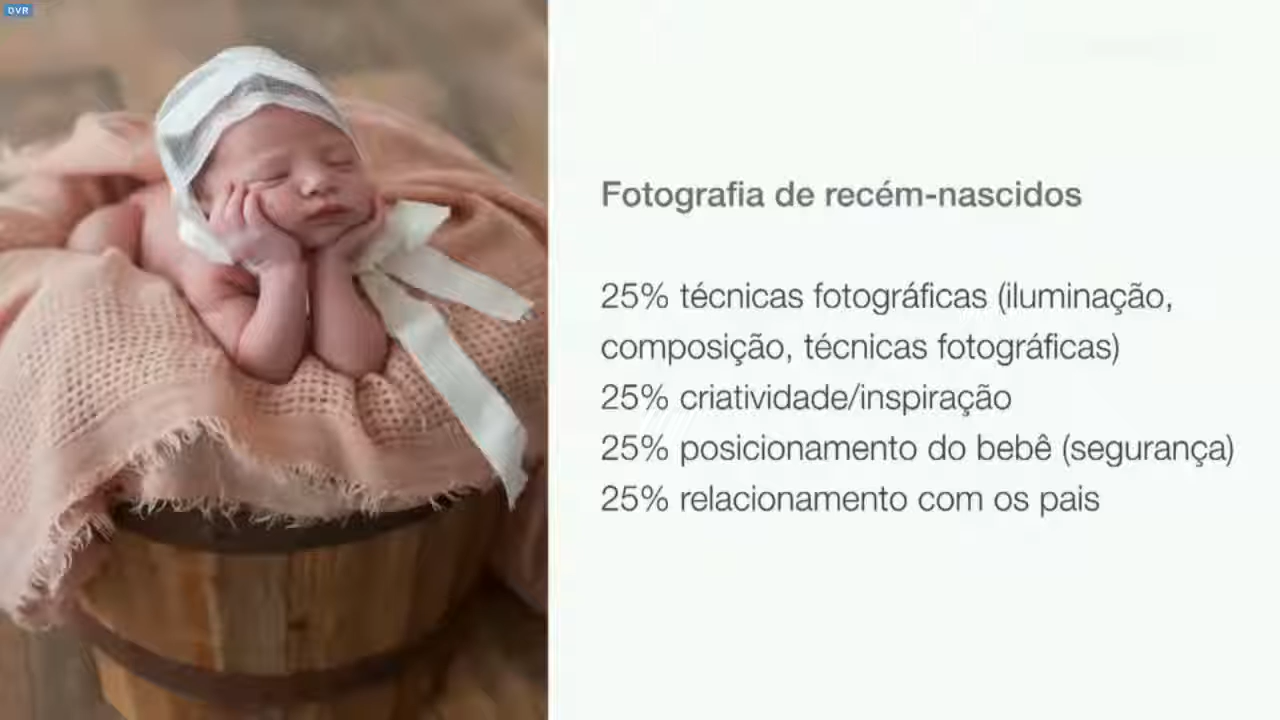 DVR
Fotografia de recém-nascidos
25% técnicas fotográficas (iluminação,
composição, técnicas fotográficas)
25% criatividade/inspiração
25% posicionamento do bebê (segurança)
25% relacionamento com os pais